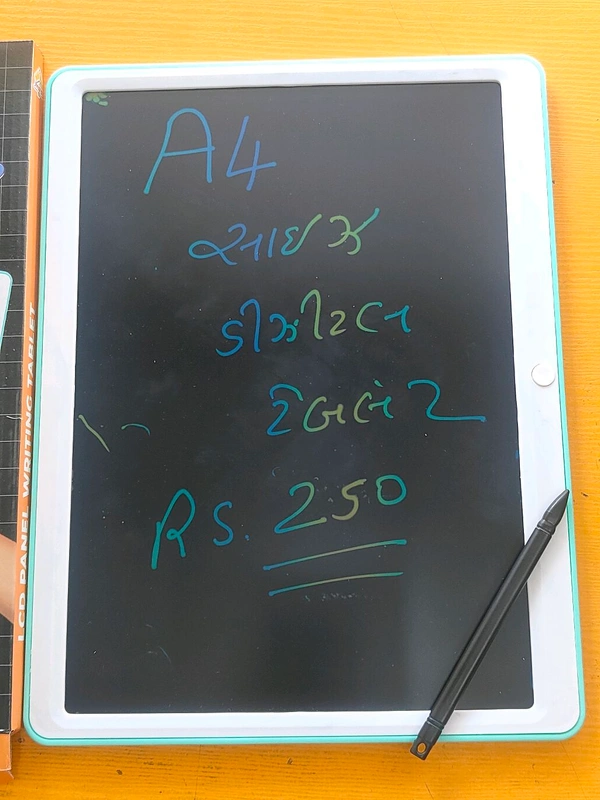 A4
સાઇઝ
ડીઝીટલ
ટેબલેટ
RS. 250
LCD PANEL WRITING TABLET